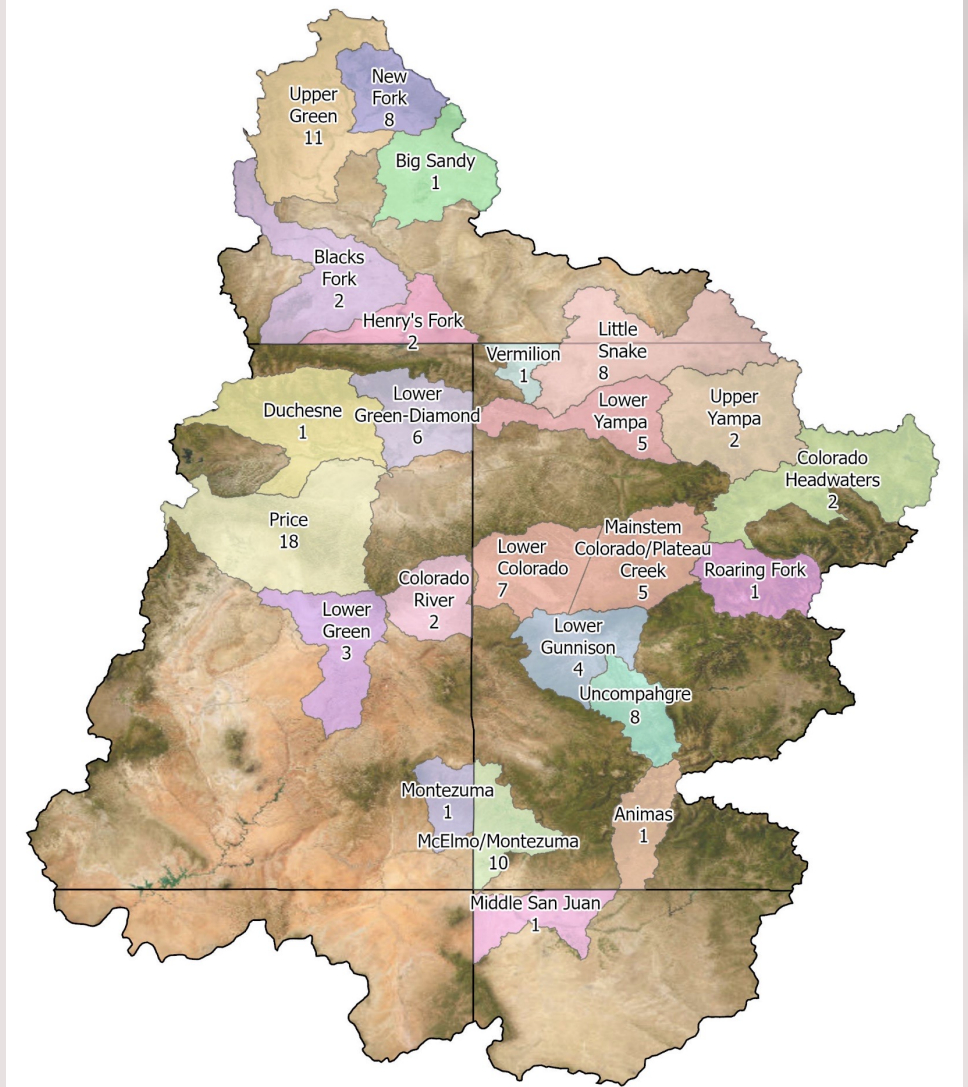 Upper
Green
11
New
Fork
8
Big Sandy
1
Blacks
Fork
2
Henry's Fork
2
Vermilion
1
Little
Snake
8
Duchesne
1
Lower
Green-Diamond
6
Lower
Yampa
5
Upper
Yampa
2
Colorado
Headwaters
2
Price
18
Lower
Colorado
7
Mainstem
Colorado/Plateau
Creek
5
Roaring Fork
1
Colorado
River
2
Lower
Green
3
Lower
Gunnison
4
Uncompahgre
8
Montezuma
1
McElmo/Montezuma
10
Animas
1
Middle San Juan
1